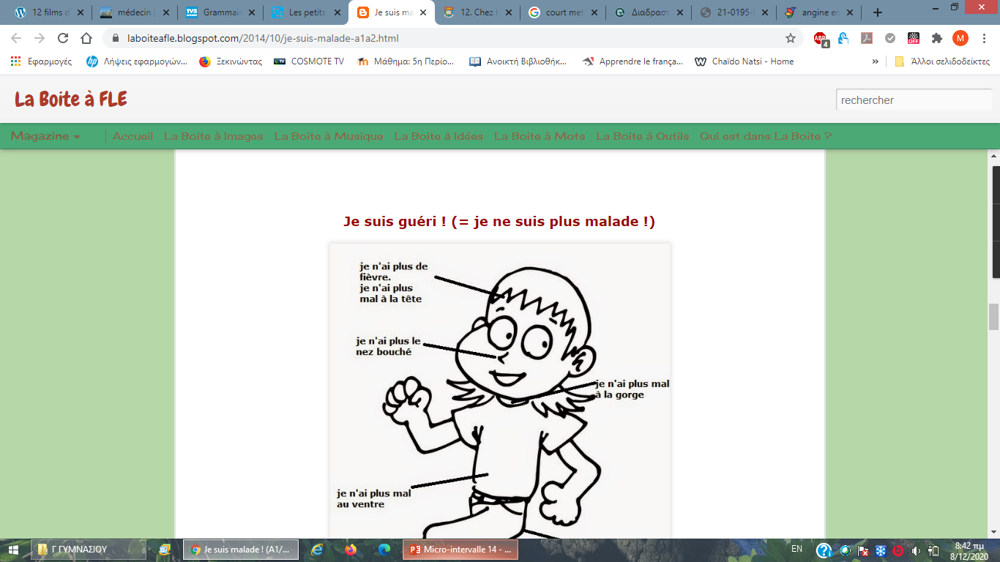 12 films d
médecin
Grammair
Les petits
Je suis ma
12. Chez l
court met
Διαδραστ
21-0195-
angine en
laboiteafle.blogspot.com/2014/10/je-suis-malade-a1a2.html
ABP
4
OFF
M
Εφαρμογές
Λήψεις εφαρμογών...
Ξεκινώντας
COSMOTE TV
Μάθημα: 5η Περίο...
Ανοικτή Βιβλιοθήκ...
Apprendre le frança...
Chaïdo Natsi - Home
»
Άλλοι σελιδοδείκτες
La Boite à FLE
rechercher
Magazine
Accueil
La Boite à Images
La Boite à Musique
La Boite à Idées
La Boite à Mots
La Boite à Outils
Qui est dans La Boite ?
Je suis guéri ! (= je ne suis plus malade !)
je n'ai plus de
fièvre.
je n'ai plus
mal à la tête
je n'ai plus le
nez bouché
je n'ai plus mal
à la gorge
je n'ai plus mal
au ventre
Γ ΓΥΜΝΑΣΙΟΥ
Je suis malade ! (A1/...
Micro-intervalle 14 - ...
EN
8:42 πμ
8/12/2020